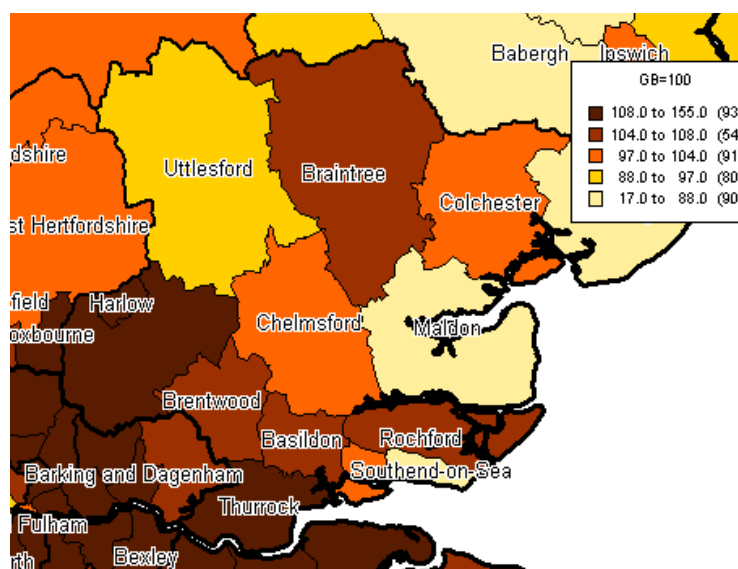 Babergh
Ipswich
GB=100
108.0 to 155.0 (93
104.0 to 108.0 (54
97.0 to 104.0 (91
88.0 to 97.0 (80
17.0 to 88.0 (90
dshire
Uttlesford
Braintree
Colchester
st Hertfordshire
field
Harlow
oxbourne
Chelmsford
Maldon
Brentwood
Basildon
Rochford
Barking and Dagenham
Southend-on-Sea
Thurrock
Fulham
rth
Bexley